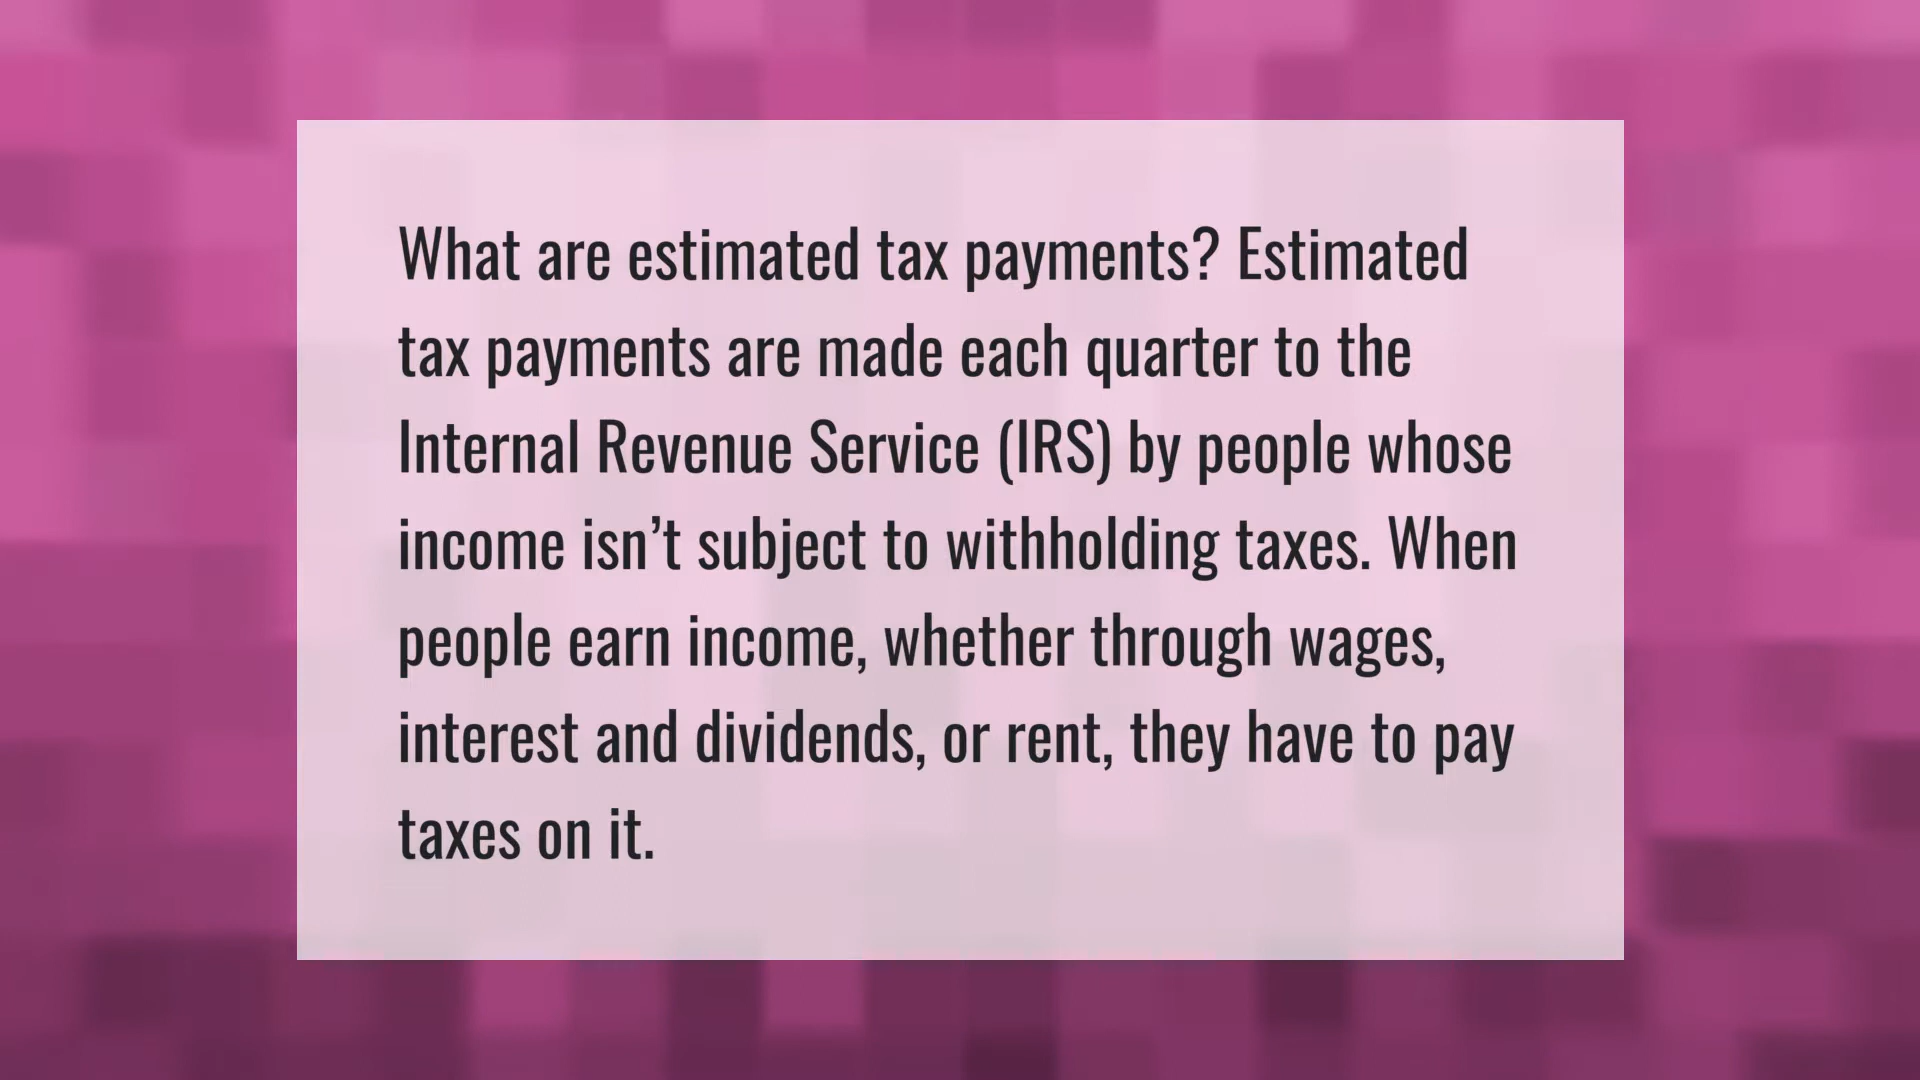 What are estimated tax payments? Estimated
tax payments are made each quarter to the
Internal Revenue Service (IRS) by people whose
income isn’t subject to withholding taxes. When
people earn income, whether through wages,
interest and dividends, or rent, they have to pay
taxes on it.